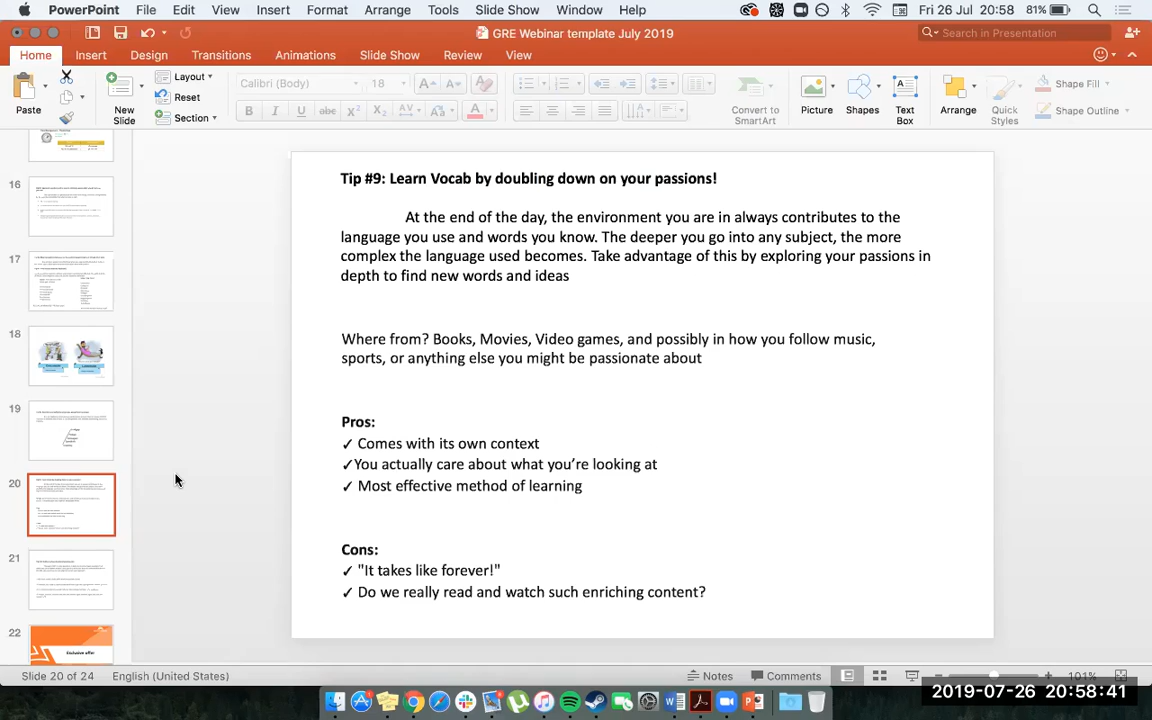 PowerPoint File Edit View Insert Format Arrange Tools Slide Show Window Help Fri 26 Jul 20:58 81%
GRE Webinar template July 2019
Search in Presentation
Home Insert Design Transitions Animations Slide Show Review View
Paste
New Slide
Layout
Reset
Section
Calibri (Body) 18
Convert to SmartArt
Picture
Shapes
Text Box
Arrange
Quick Styles
Shape Fill
Shape Outline
16
17
18
19
20
21
22
Exclusive offer
Tip #9: Learn Vocab by doubling down on your passions!
At the end of the day, the environment you are in always contributes to the
language you use and words you know. The deeper you go into any subject, the more
complex the language used becomes. Take advantage of this by exploring your passions in
depth to find new words and ideas
Where from? Books, Movies, Video games, and possibly in how you follow music,
sports, or anything else you might be passionate about
Pros:
✓ Comes with its own context
✓You actually care about what you're looking at
✓ Most effective method of learning
Cons:
✓ "It takes like forever!"
✓ Do we really read and watch such enriching content?
Slide 20 of 24 English (United States) Notes Comments 101%
2019-07-26 20:58:41